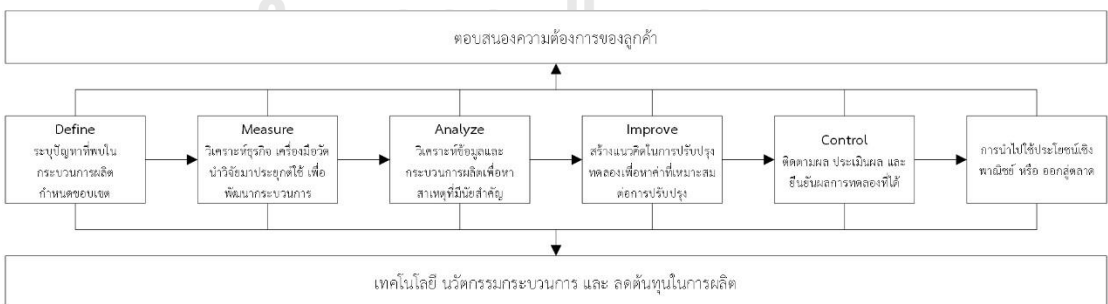 ตอบสนองความต้องการของลูกค้า
Define
ระบุปัญหาที่พบใน
กระบวนการผลิต
กำหนดขอบเขต
Measure
วิเคราะห์ธุรกิจ เครื่องมือวัด
นำวิจัยมาประยุกต์ใช้ เพื่อ
พัฒนากระบวนการ
Analyze
วิเคราะห์ข้อมูลและ
กระบวนการผลิตเพื่อหา
สาเหตุที่มีนัยสำคัญ
Improve
สร้างแนวคิดในการปรับปรุง
ทดลองเพื่อหาค่าที่เหมาะสม
ต่อการปรับปรุง
Control
ติดตามผล ประเมินผล และ
ยืนยันผลการทดลองที่ได้
การนำไปใช้ประโยชน์เชิง
พาณิชย์ หรือ ออกสู่ตลาด
เทคโนโลยี นวัตกรรมกระบวนการ และ ลดต้นทุนในการผลิต